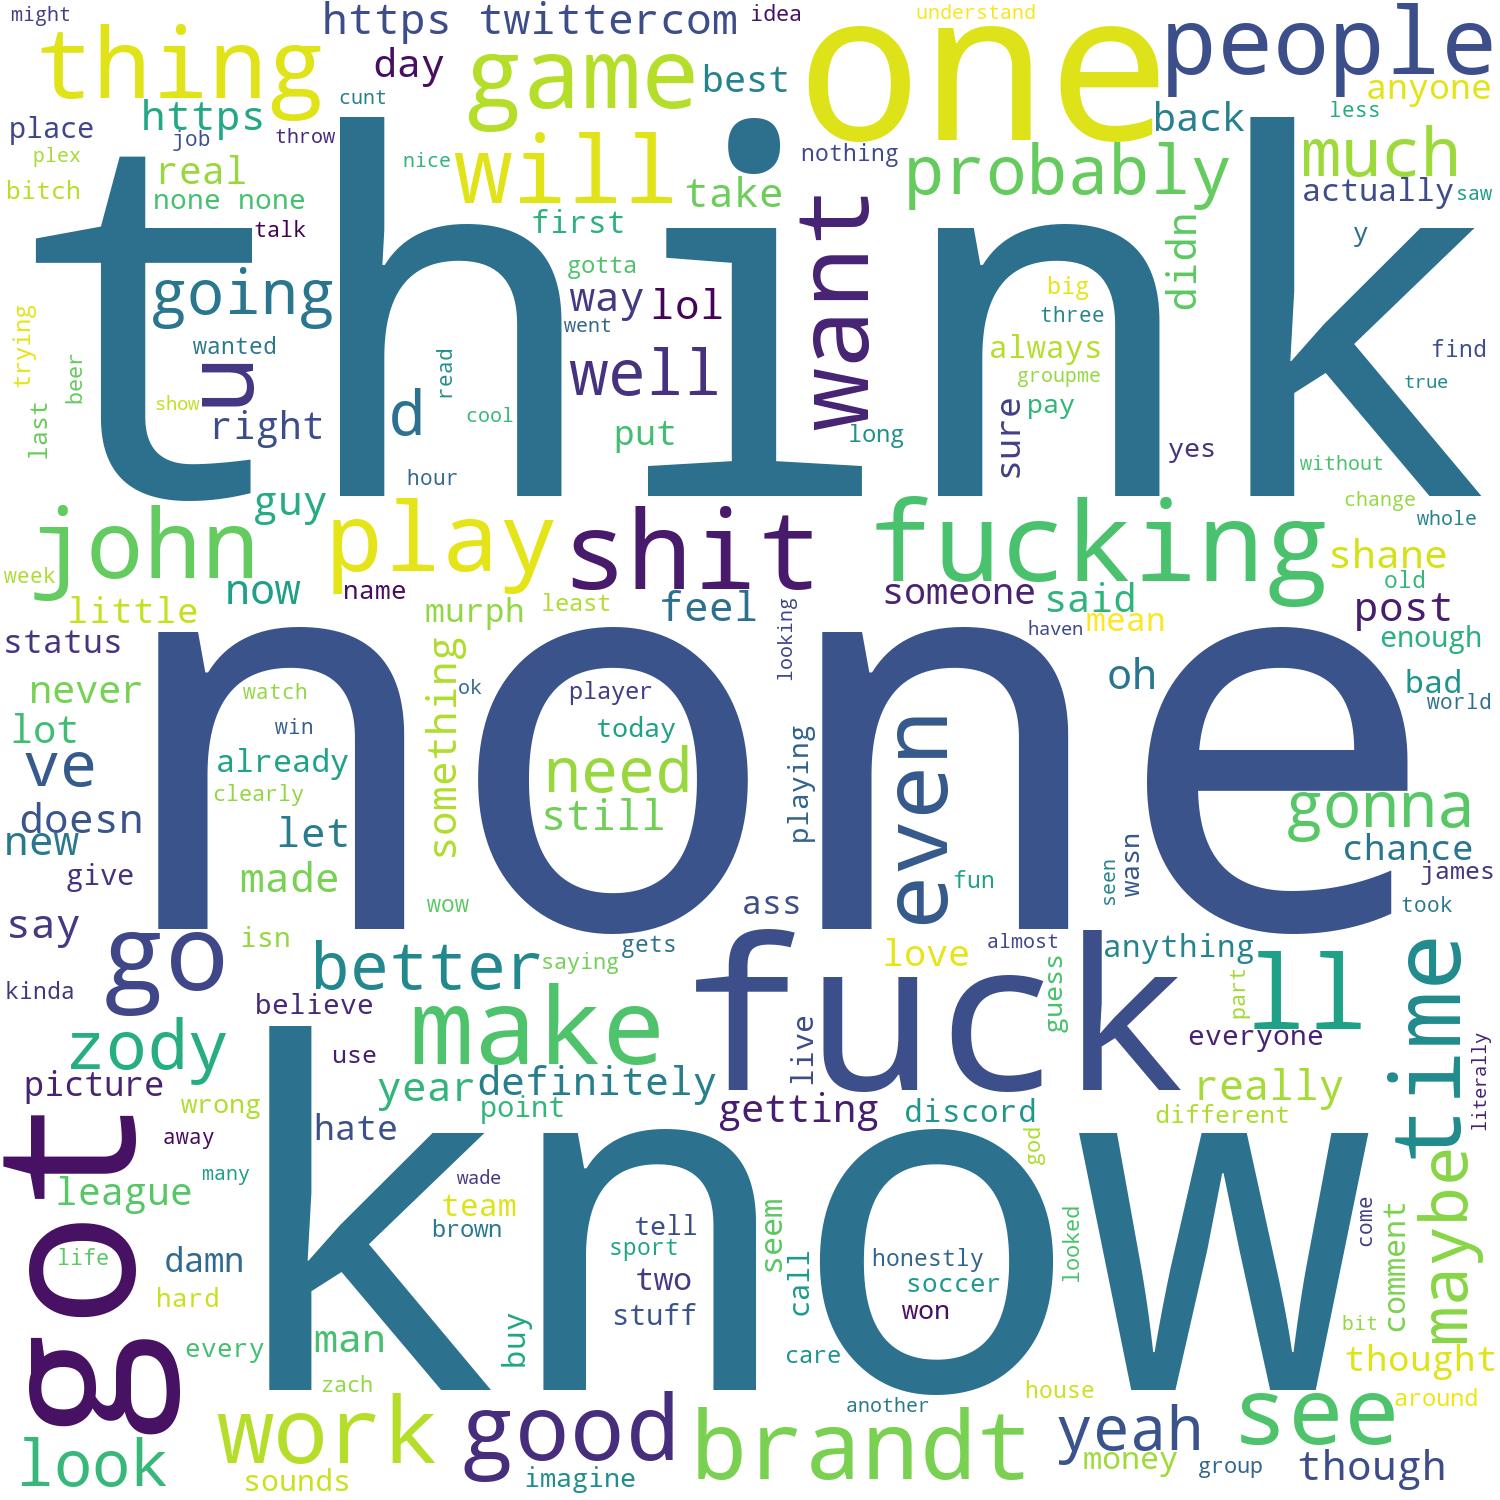 might
https twittercom
idea
understand
people
thing
day
game
best
one
anyone
cunt
https
place
job
throw
back
less
plex
real
nice
will
nothing
probably
much
bitch
none none
take
actually
saw
talk
first
want
didn
y
think
going
gotta
way
lol
went
big
three
trying
wanted
always
find
beer
read
well
groupme
true
u
show
d
cool
pay
last
right
put
long
sure
yes
without
hour
guy
change
whole
john
play
shit
fucking
shane
week
now
name
old
little
murph
least
feel
someone
said
post
looking
haven
mean
enough
status
none
something
ok
never
watch
player
oh
bad
world
lot
win
today
playing
even
ve
already
need
clearly
still
gonna
doesn
new
let
chance
give
made
fun
seen
wasn
james
wow
ass
took
say
go
isn
gets
love
almost
anything
better
saying
fuck
guess
part
ll
time
kinda
believe
make
everyone
zody
use
live
literally
picture
year
definitely
really
wrong
point
getting
discord
different
got
away
hate
god
know
many
wade
league
team
maybe
brown
tell
seem
looked
come
comment
life
damn
sport
honestly
two
call
soccer
hard
stuff
won
bit
every
man
buy
care
thought
zach
house
around
another
work
good
brandt
yeah
see
look
money
group
though
sounds
imagine